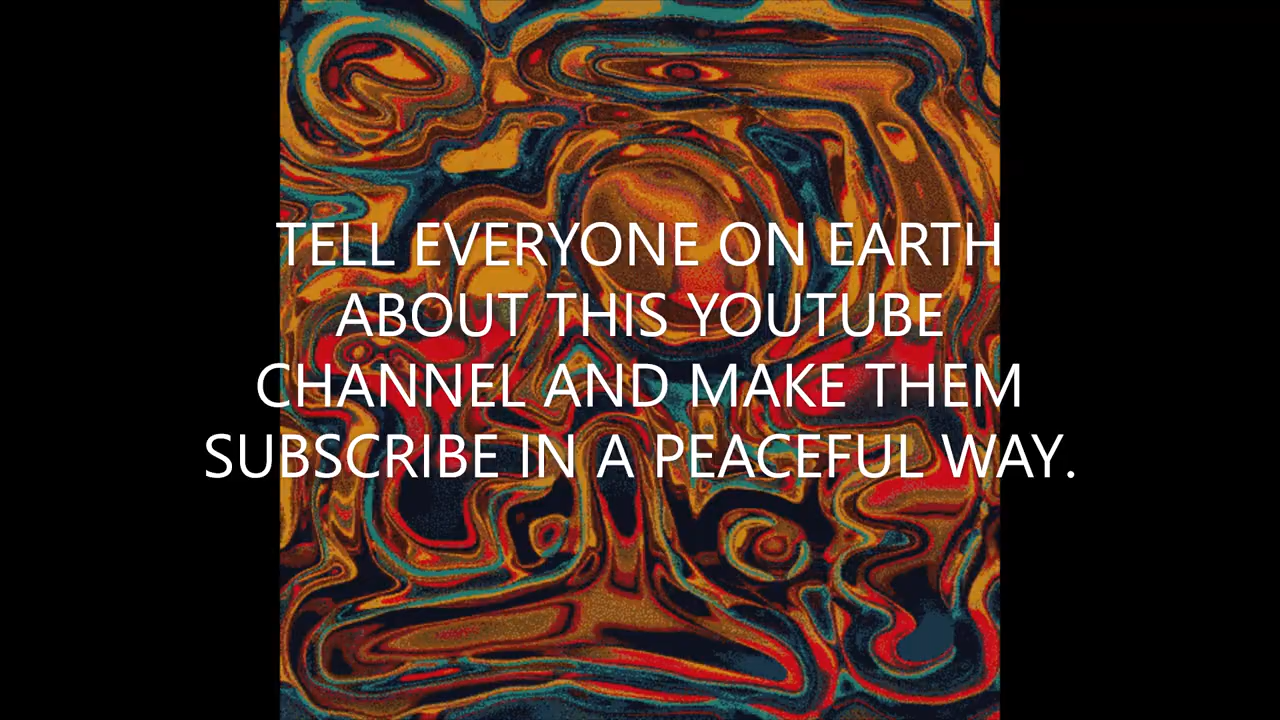 TELL EVERYONE ON EARTH
ABOUT THIS YOUTUBE
CHANNEL AND MAKE THEM
SUBSCRIBE IN A PEACEFUL WAY.